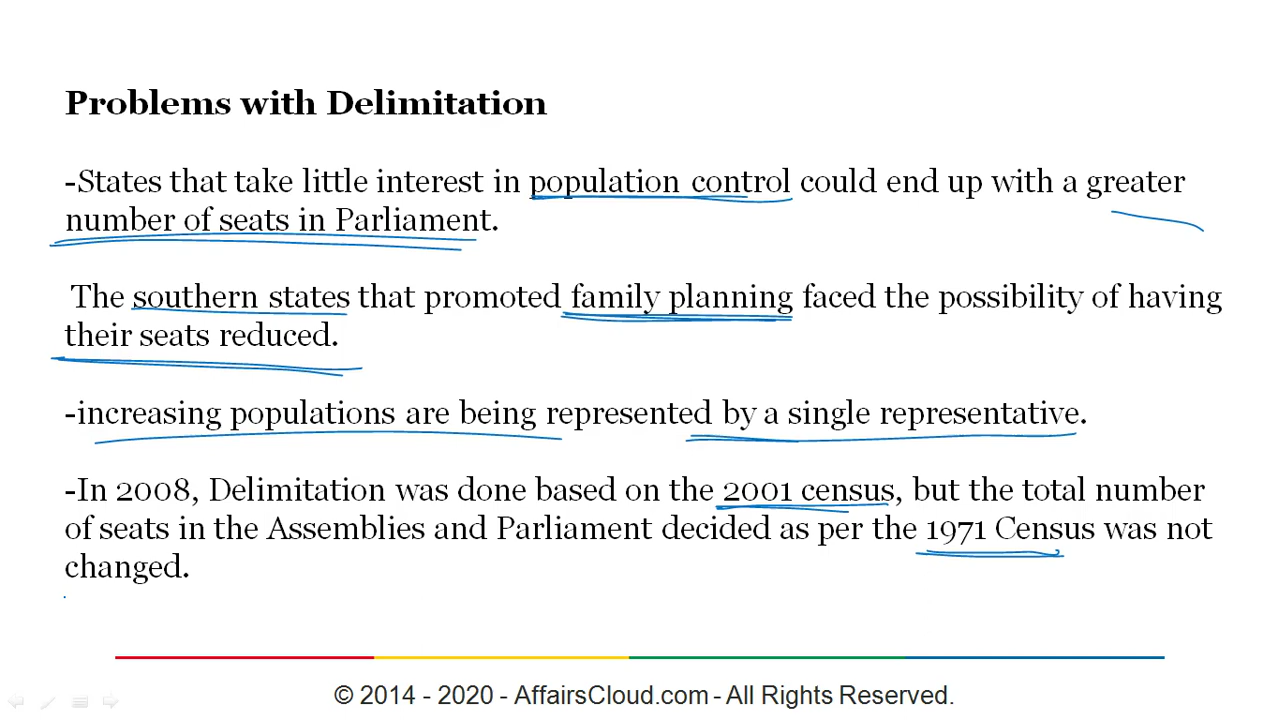 Problems with Delimitation
-States that take little interest in population control could end up with a greater
number of seats in Parliament.
The southern states that promoted family planning faced the possibility of having
their seats reduced.
-increasing populations are being represented by a single representative.
-In 2008, Delimitation was done based on the 2001 census, but the total number
of seats in the Assemblies and Parliament decided as per the 1971 Census was not
changed.
© 2014 - 2020 - AffairsCloud.com - All Rights Reserved.